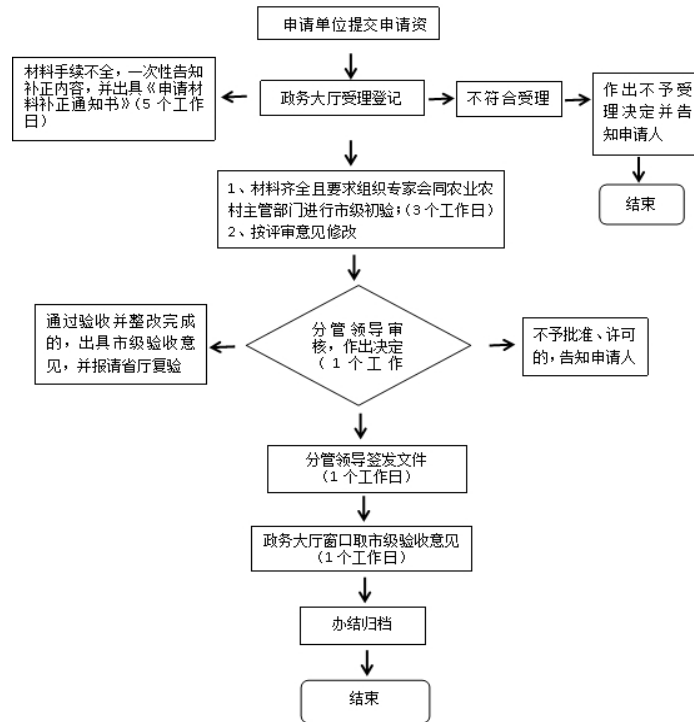 申请单位提交申请资
材料手续不全，一次性告知
补正内容，并出具《申请材
料补正通知书》（5 个工作
日）
政务大厅受理登记
不符合受理
作出不予受
理决定并告
知申请人
结束
1、材料齐全且要求组织专家会同农业农
村主管部门进行市级初验；（3 个工作日）
2、按评审意见修改
通过验收并整改完成
的，出具市级验收意
见，并报请省厅复验
分管领导审
核，作出决定
（1 个工作
不予批准、许可
的，告知申请人
分管领导签发文件
（1 个工作日）
政务大厅窗口取市级验收意见
（1 个工作日）
办结归档
结束